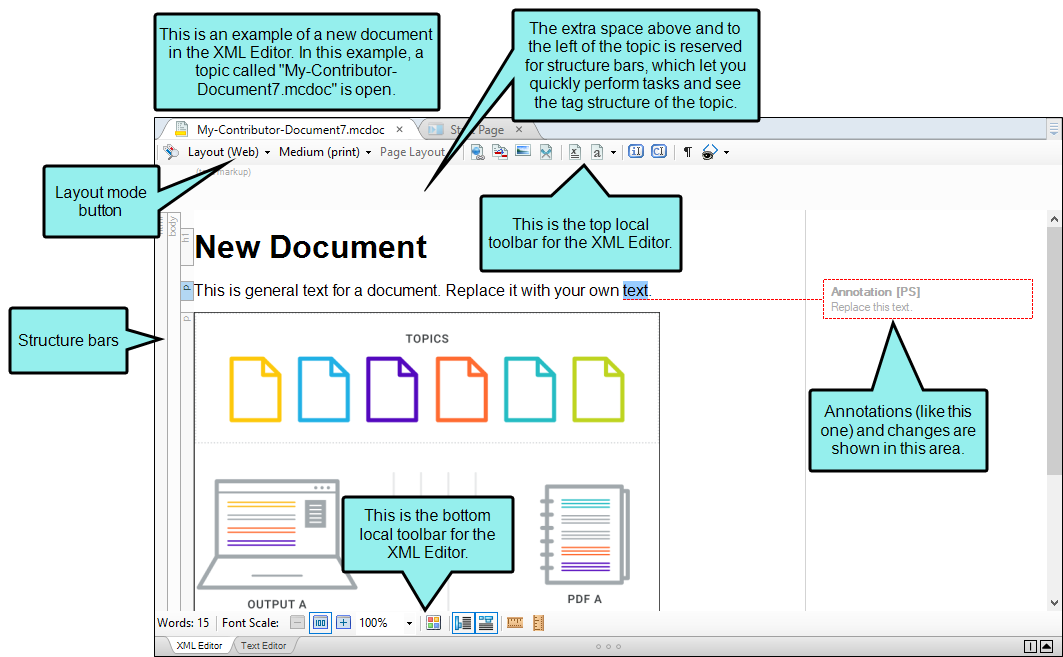 This is an example of a new document
in the XML Editor. In this example, a
topic called "My-Contributor-
Document7.mcdoc" is open.
The extra space above and to
the left of the topic is reserved
for structure bars, which let you
quickly perform tasks and see
the tag structure of the topic.
My-Contributor-Document7.mcdoc
Page
Layout (Web) Medium (print) Page Layout
markup)
Layout mode
button
This is the top local
toolbar for the XML Editor.
body
h1
New Document
p This is general text for a document. Replace it with your own text.
Annotation [PS]
Replace this text.
Structure bars
p
TOPICS
Annotations (like this
one) and changes are
shown in this area.
This is the bottom
local toolbar for the
XML Editor.
OUTPUT A
PDF A
Words: 15 Font Scale: 100 100%
XML Editor Text Editor